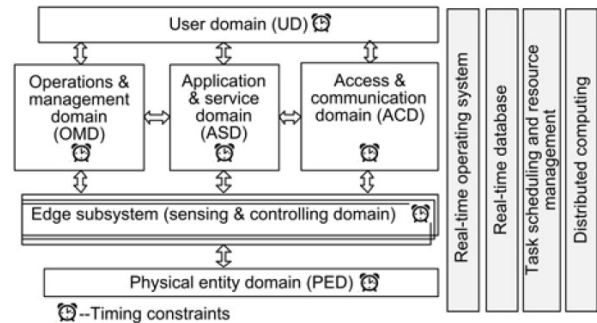 User domain (UD)
Operations &
management
domain
(OMD)
Application
& service
domain
(ASD)
Access &
communication
domain (ACD)
Edge subsystem (sensing & controlling domain)
Physical entity domain (PED)
--Timing constraints
Real-time operating system
Real-time database
Task scheduling and resource
management
Distributed computing